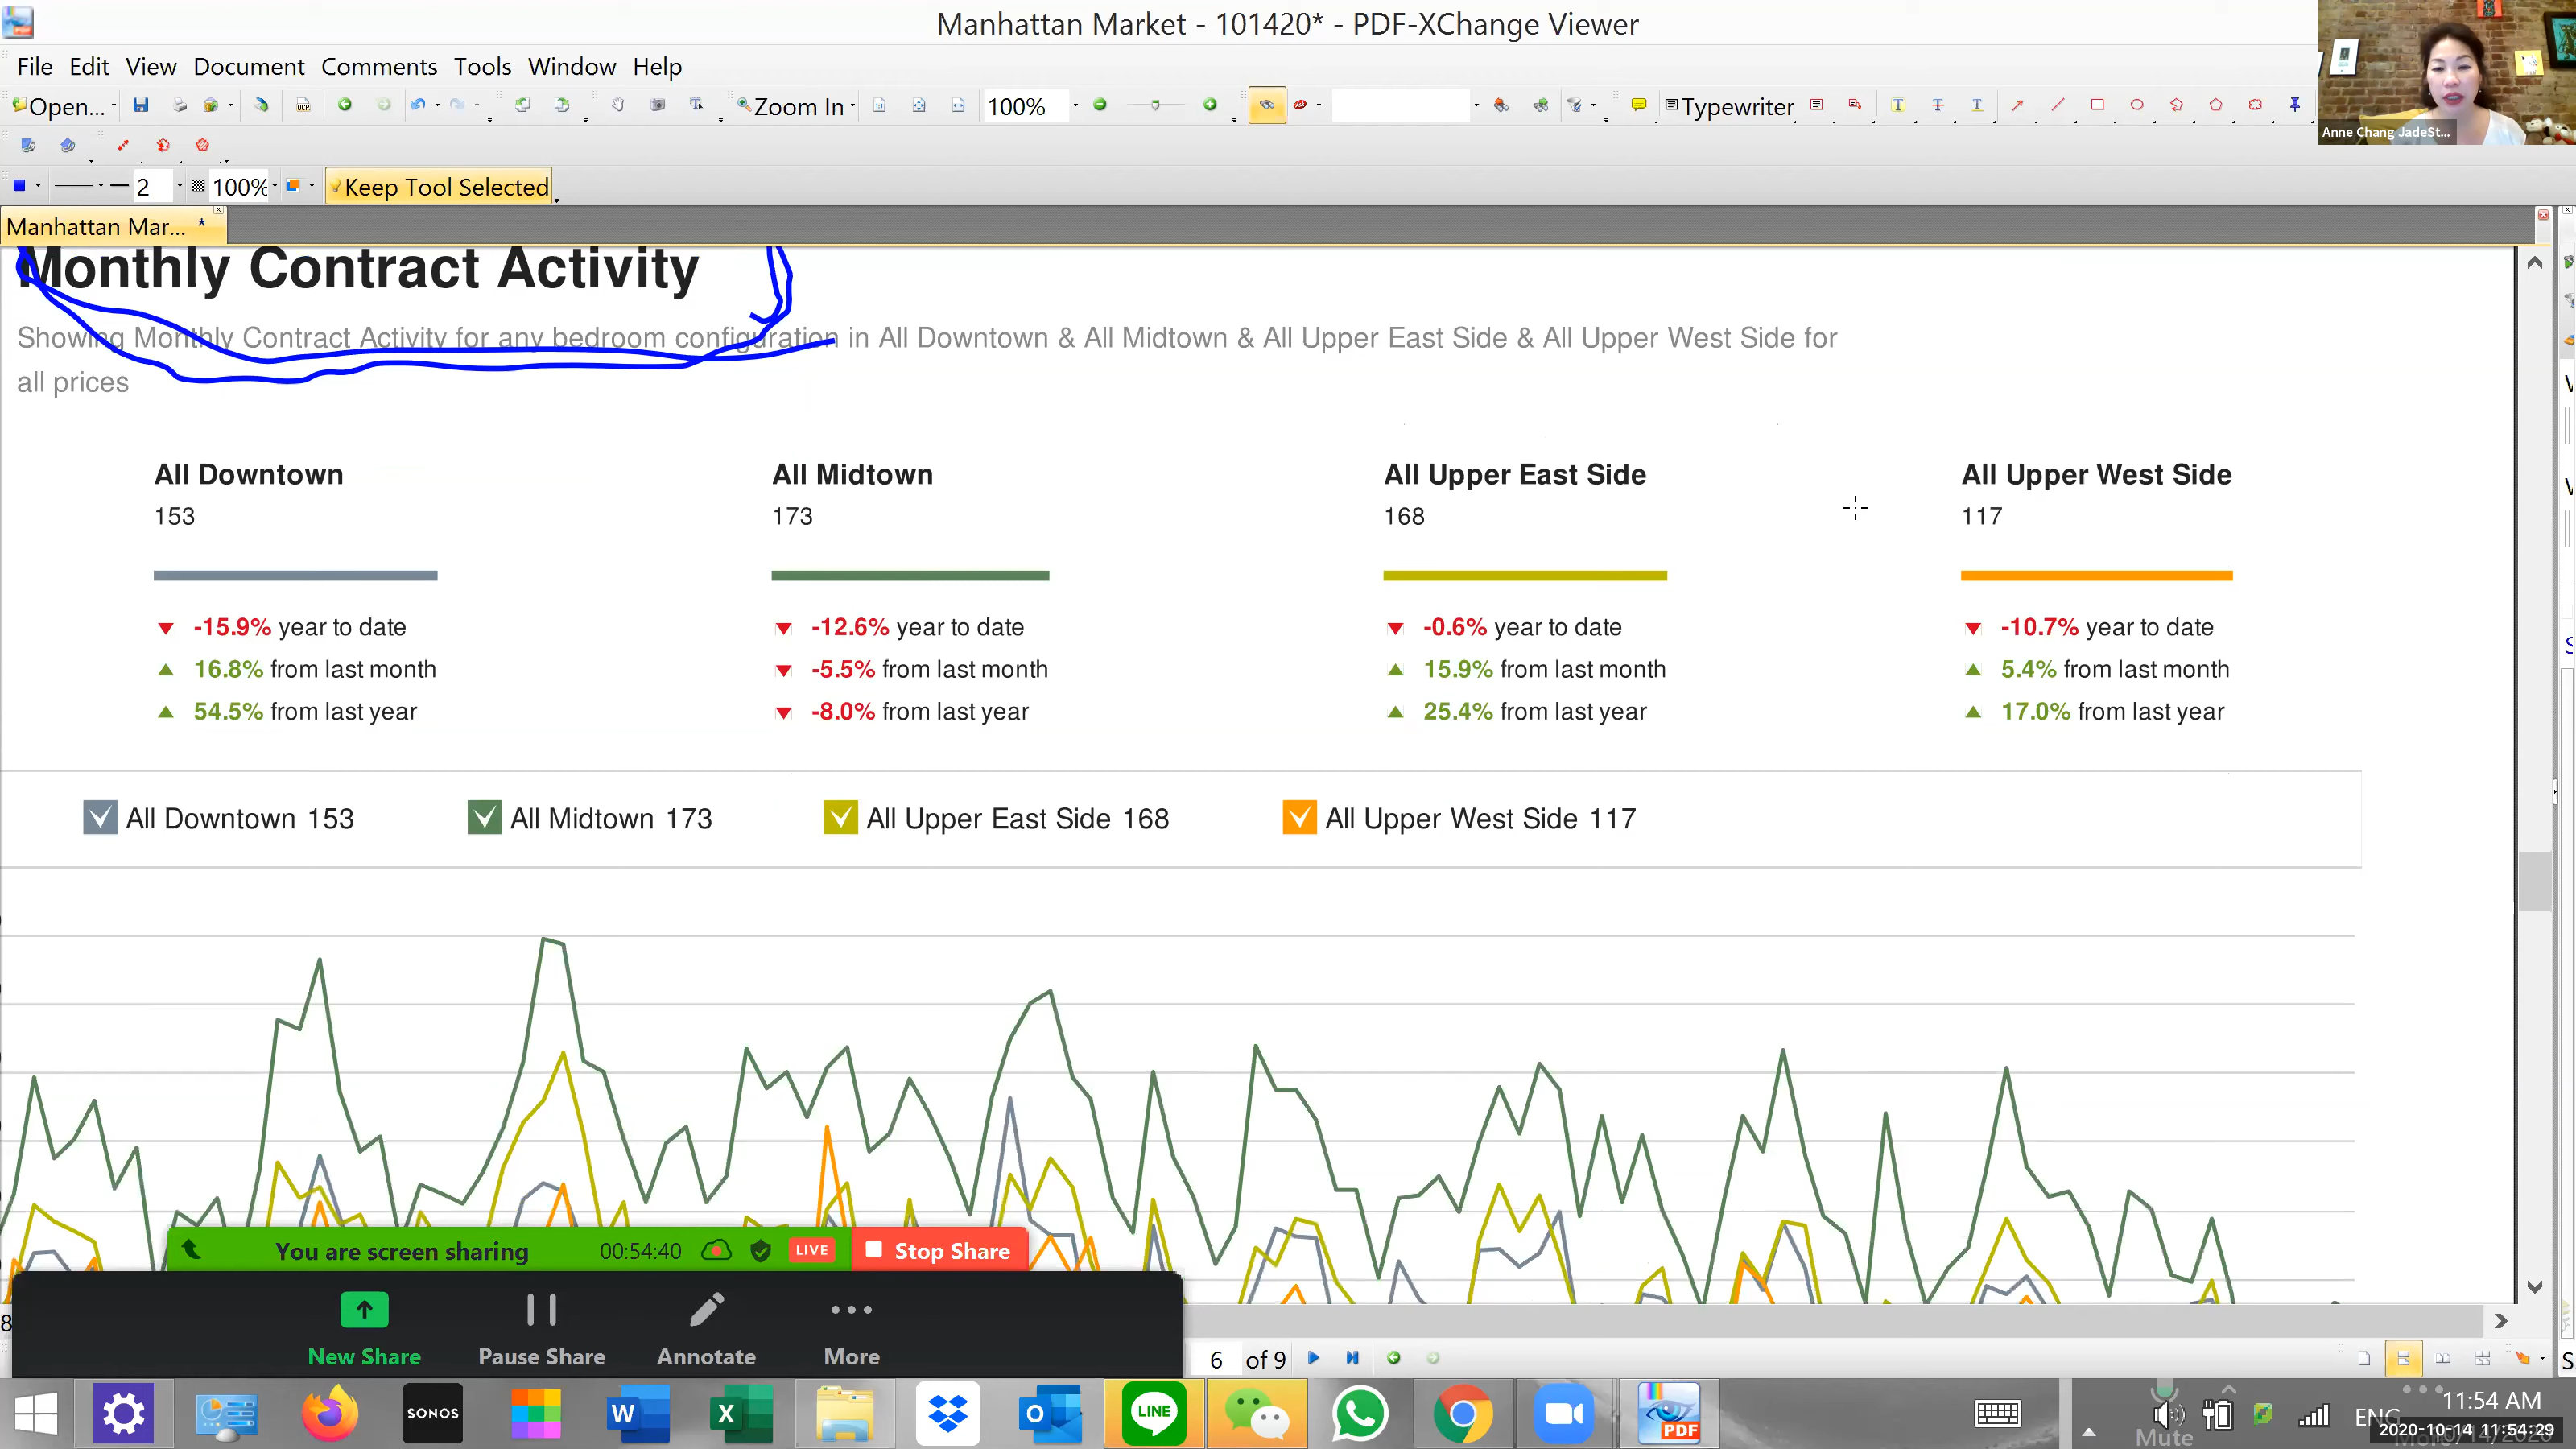 Manhattan Market - 101420* - PDF-XChange Viewer
File Edit View Document Comments Tools Window Help
Open... OCR Zoom In 100% Typewriter
Anne Chang JadeSt...
2 100% Keep Tool Selected
Manhattan Mar... *
Monthly Contract Activity
Showing Monthly Contract Activity for any bedroom configuration in All Downtown & All Midtown & All Upper East Side & All Upper West Side for
all prices
All Downtown All Midtown All Upper East Side All Upper West Side
153 173 168 117
-15.9% year to date -12.6% year to date -0.6% year to date -10.7% year to date
16.8% from last month -5.5% from last month 15.9% from last month 5.4% from last month
54.5% from last year -8.0% from last year 25.4% from last year 17.0% from last year
All Downtown 153 All Midtown 173 All Upper East Side 168 All Upper West Side 117
You are screen sharing 00:54:40 LIVE Stop Share
New Share Pause Share Annotate More
6 of 9
SONOS W X O LINE PDF ENG 11:54 AM
Mute 2020-10-14 11:54:29